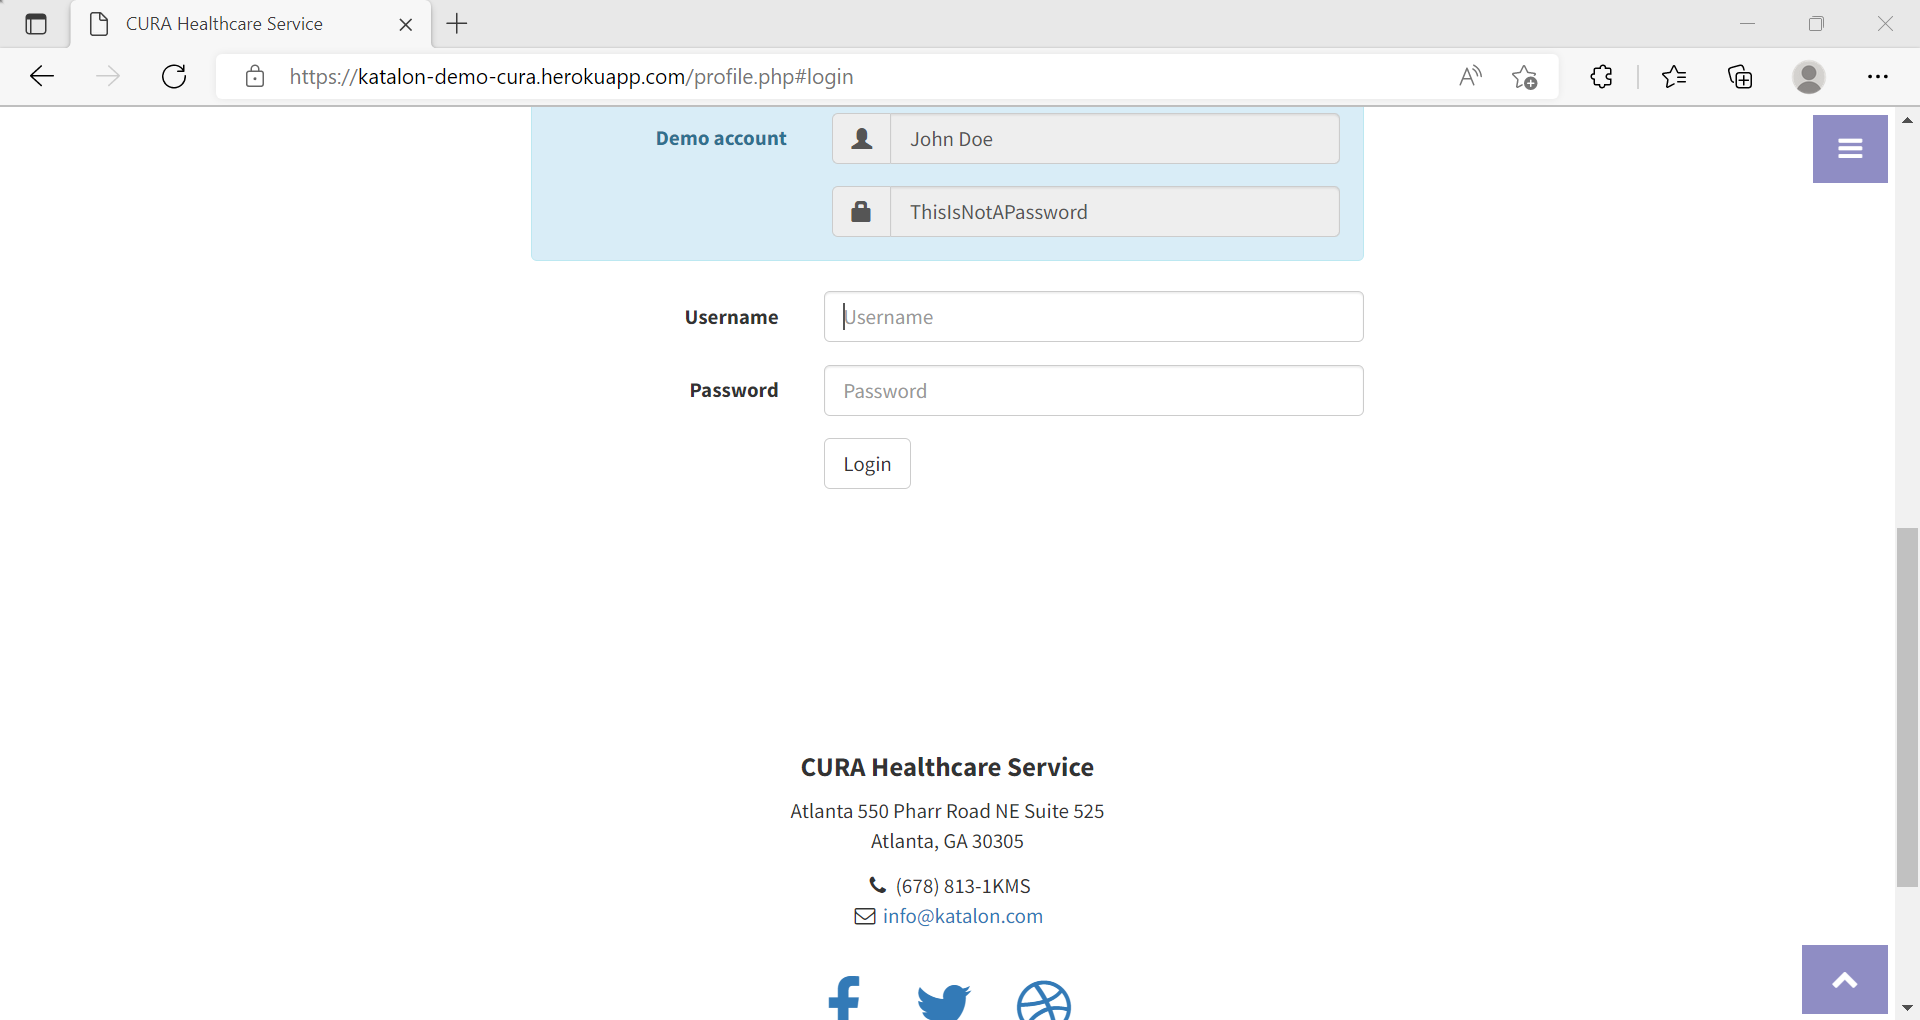 CURA Healthcare Service
https://katalon-demo-cura.herokuapp.com/profile.php#login
Demo account
John Doe
ThisIsNotAPassword
Username
Username
Password
Password
Login
CURA Healthcare Service
Atlanta 550 Pharr Road NE Suite 525
Atlanta, GA 30305
(678) 813-1KMS
info@katalon.com